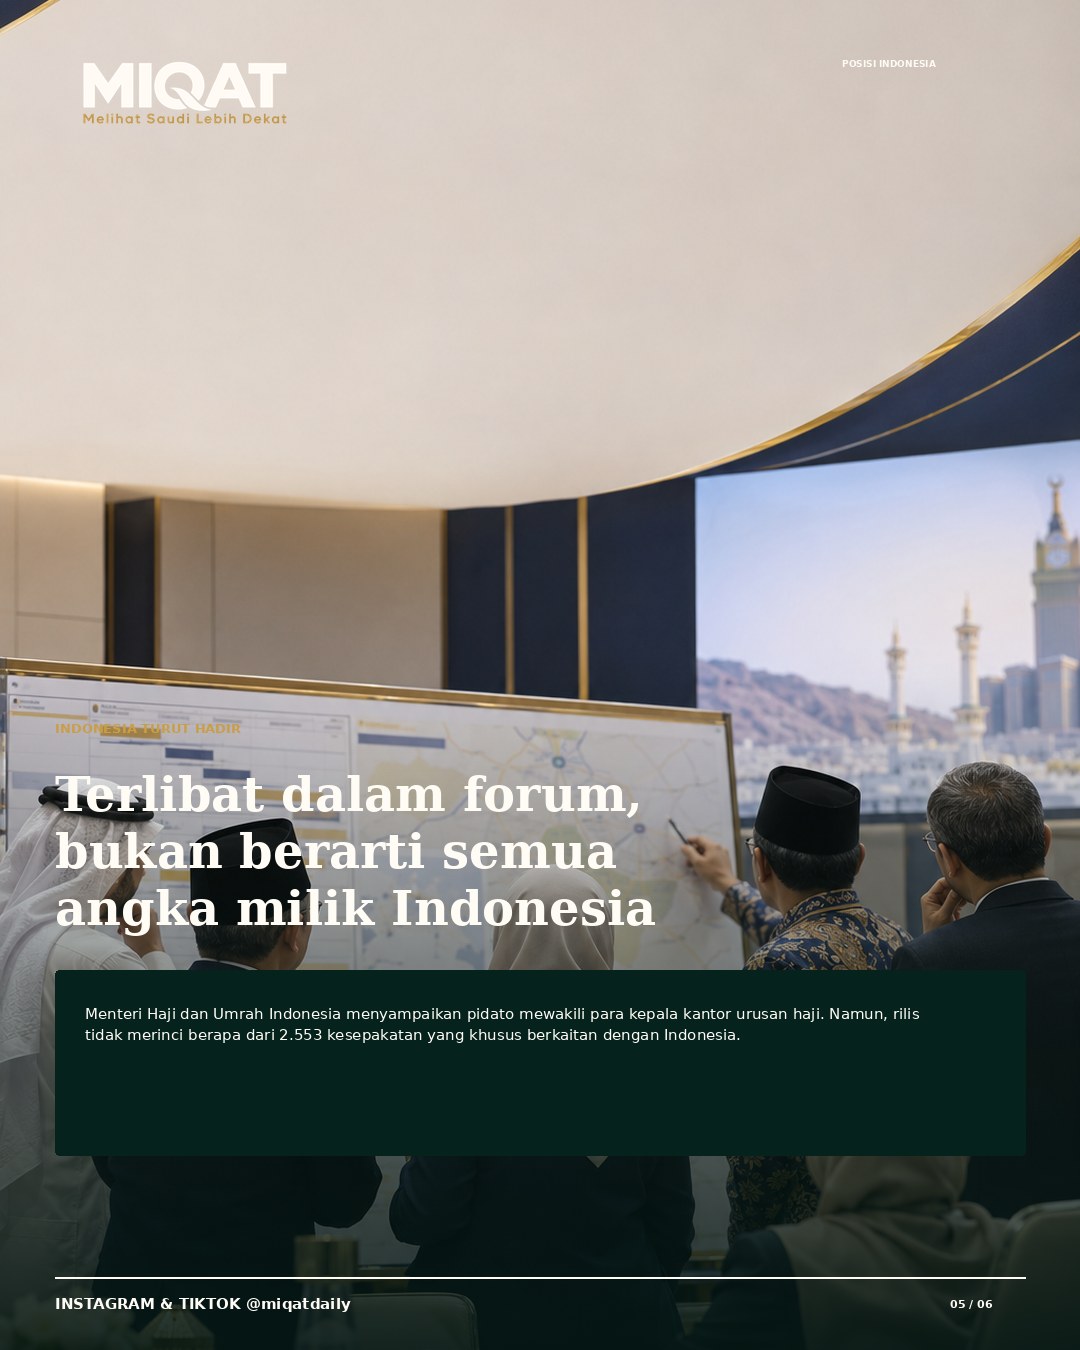 MIQAT
Melihat Saudi Lebih Dekat
POSISI INDONESIA
INDONESIA TURUT HADIR
Terlibat dalam forum,
bukan berarti semua
angka milik Indonesia
Menteri Haji dan Umrah Indonesia menyampaikan pidato mewakili para kepala kantor urusan haji. Namun, rilis
tidak merinci berapa dari 2.553 kesepakatan yang khusus berkaitan dengan Indonesia.
INSTAGRAM & TIKTOK @miqatdaily
05 / 06